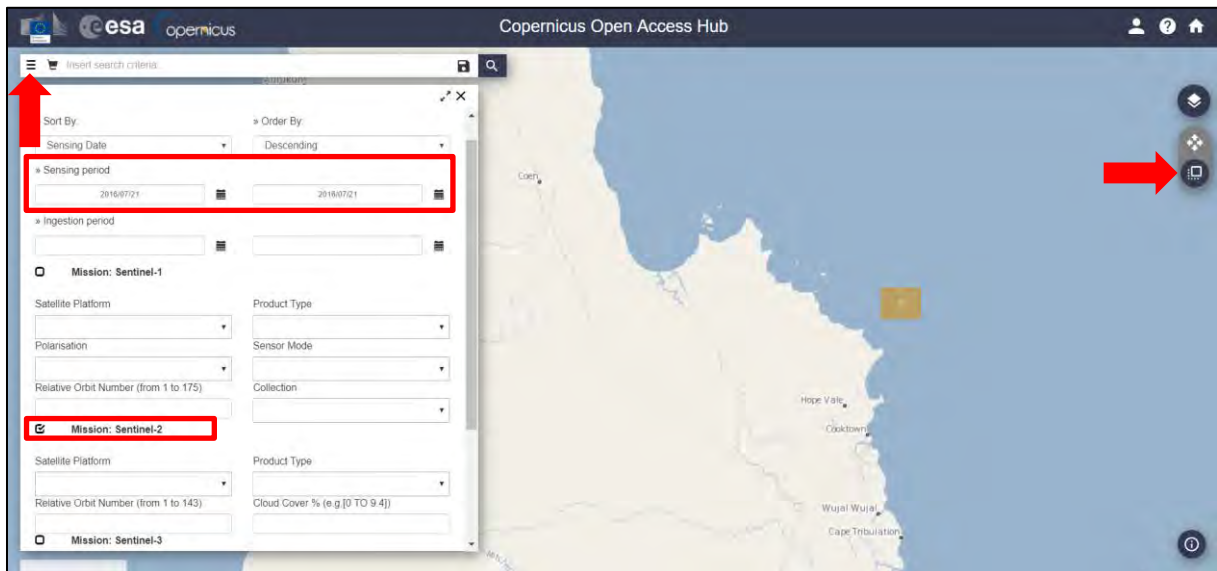 esa opernicus
Copernicus Open Access Hub
Insert search criteria...
Sort By:
» Order By:
Sensing Date
Descending
» Sensing period
2016/07/21
2016/07/21
» Ingestion period
Mission: Sentinel-1
Satellite Platform
Product Type
Polarisation
Sensor Mode
Relative Orbit Number (from 1 to 175)
Collection
Mission: Sentinel-2
Satellite Platform
Product Type
Relative Orbit Number (from 1 to 143)
Cloud Cover % (e.g.[0 TO 9.4])
Mission: Sentinel-3
Coen
Hope Vale
Cooktown
Wujal Wujal
Cape Tribulation